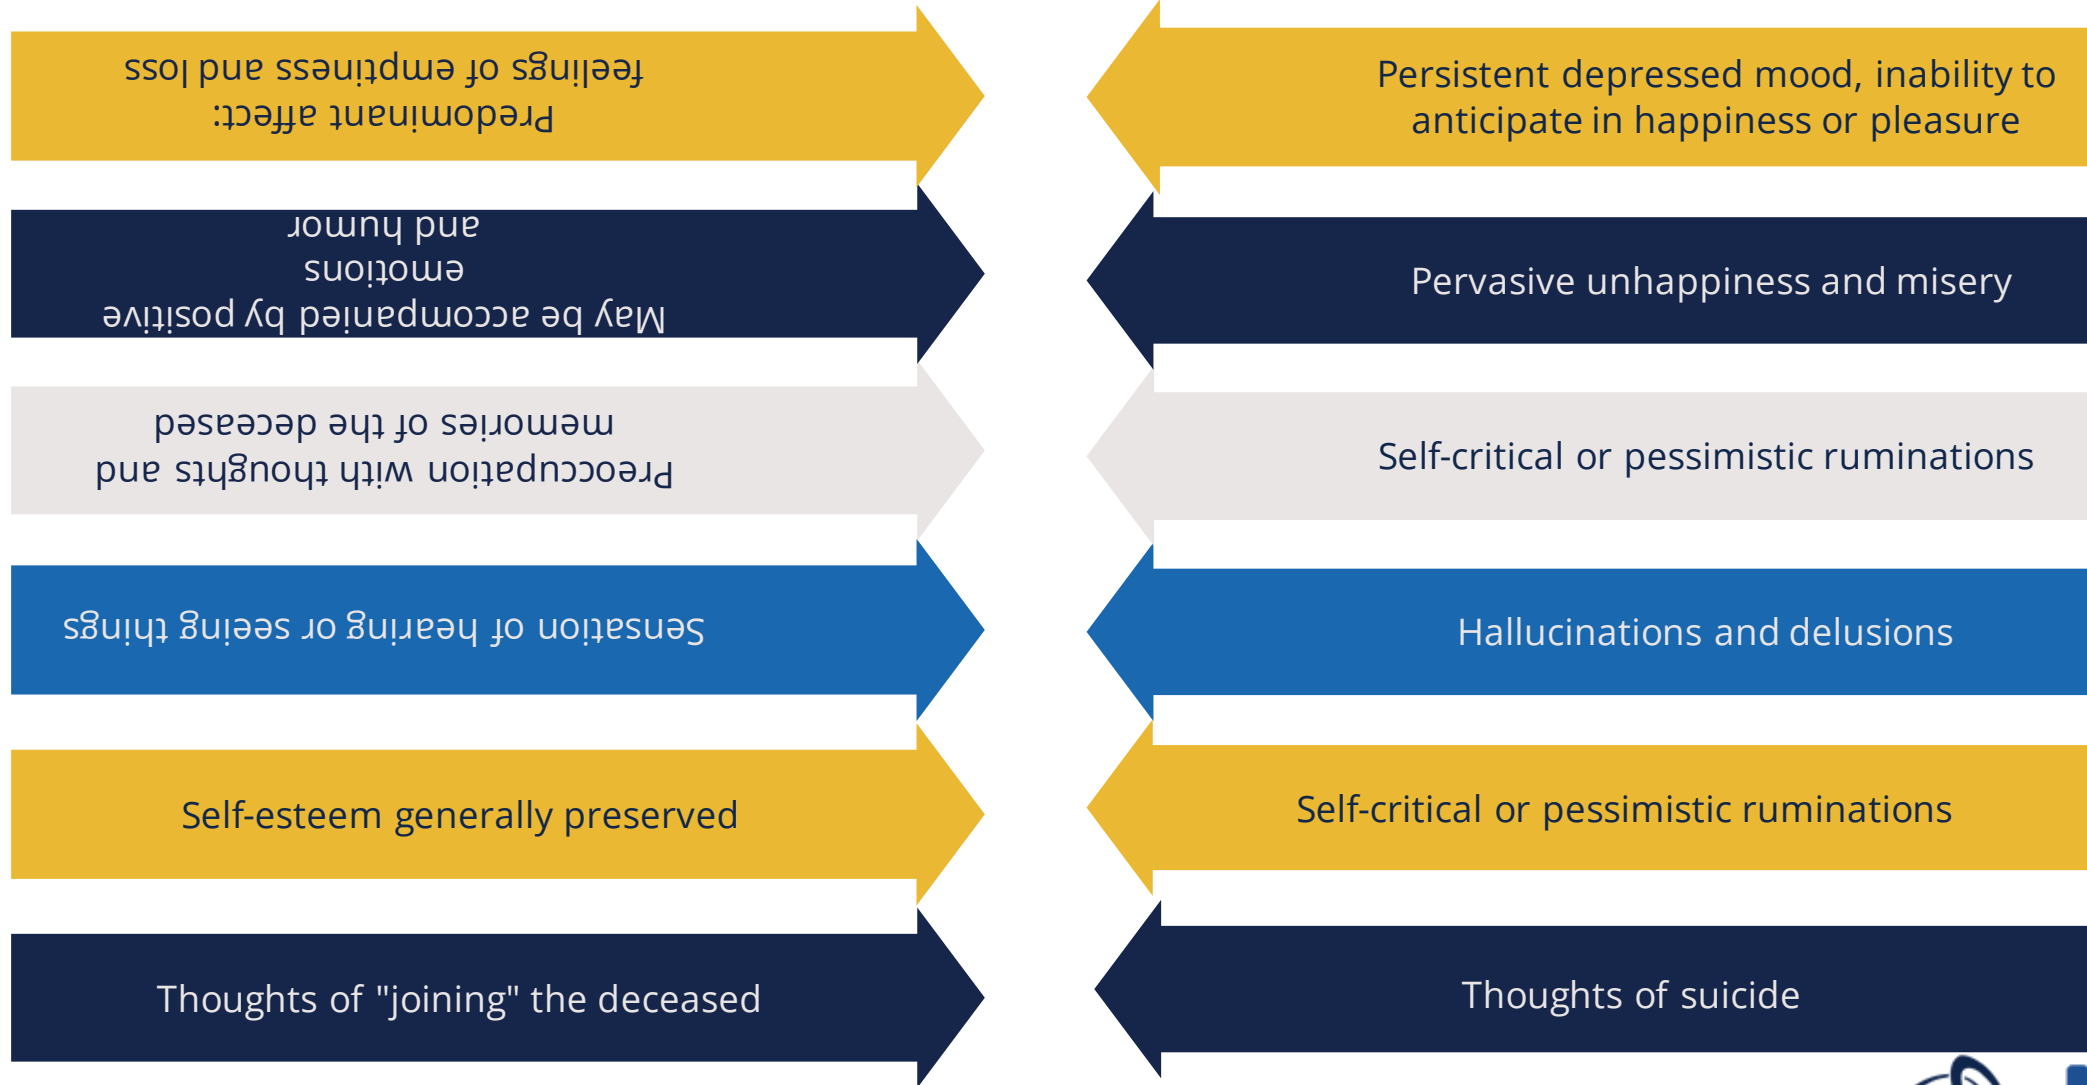 Predominant affect:
feelings of emptiness and loss
Persistent depressed mood, inability to
anticipate in happiness or pleasure
May be accompanied by positive
emotions
and humor
Pervasive unhappiness and misery
Preoccupation with thoughts and
memories of the deceased
Self-critical or pessimistic ruminations
Sensation of hearing or seeing things
Hallucinations and delusions
Self-esteem generally preserved
Self-critical or pessimistic ruminations
Thoughts of "joining" the deceased
Thoughts of suicide